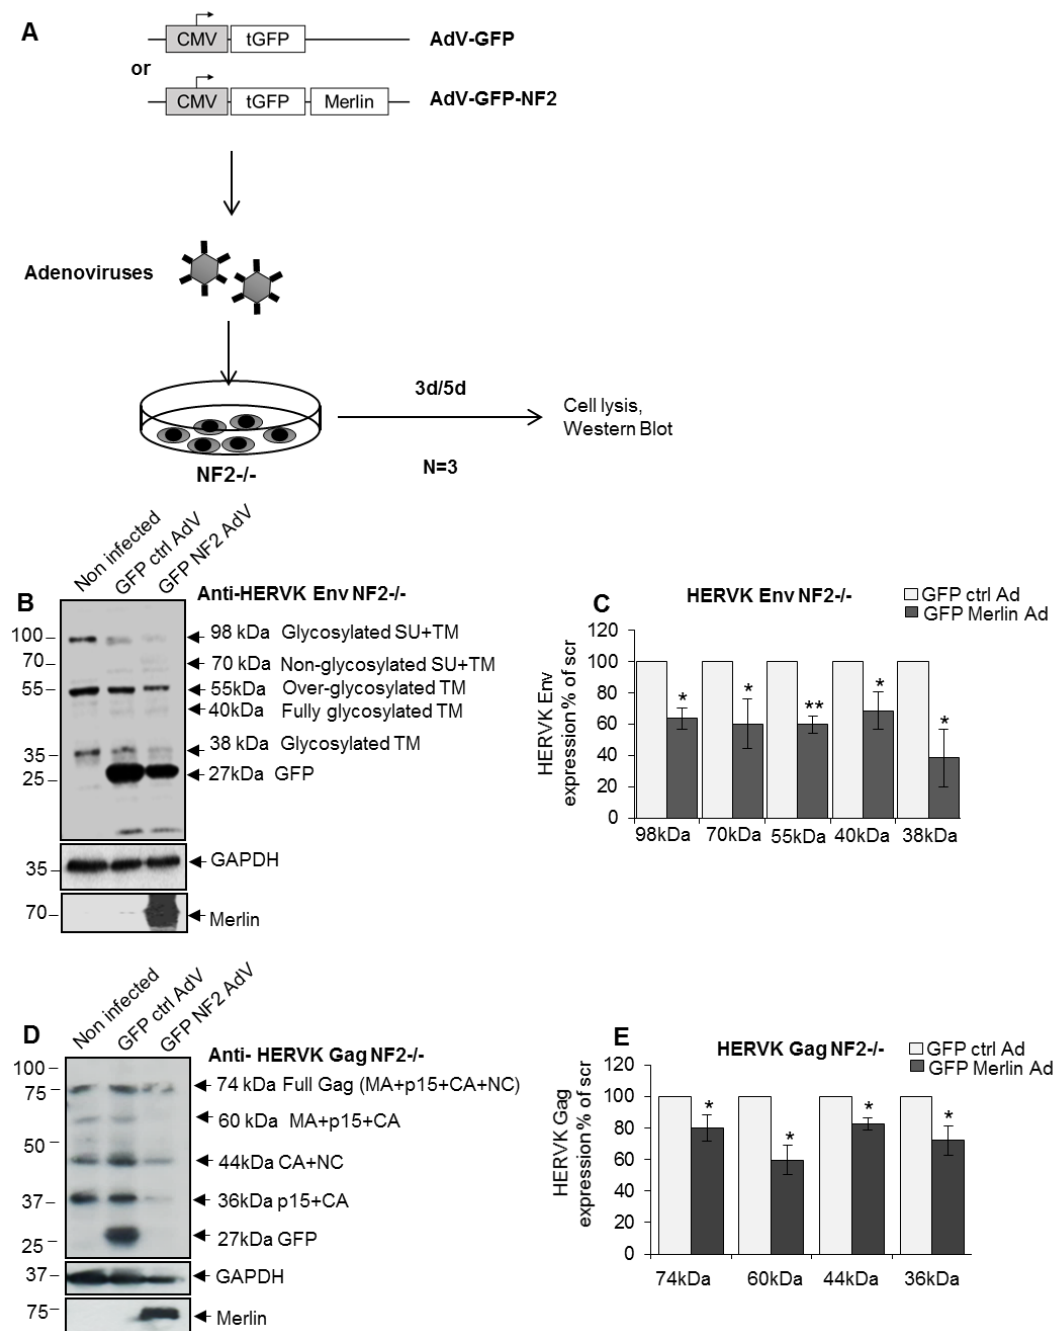 A
CMV
tGFP
AdV-GFP
or
CMV
tGFP
Merlin
AdV-GFP-NF2
Adenoviruses
3d/5d
Cell lysis,
Western Blot
NF2-/-
N=3
Non infected
GFP ctrl AdV
GFP NF2 AdV
B
Anti-HERVK Env NF2-/-
100
98 kDa Glycosylated SU+TM
70
70 kDa Non-glycosylated SU+TM
55
55kDa Over-glycosylated TM
40kDa Fully glycosylated TM
38 kDa Glycosylated TM
35
25
27kDa GFP
35
GAPDH
70
Merlin
C
HERVK Env NF2-/-
GFP ctrl Ad
GFP Merlin Ad
HERVK Env
expression % of scr
120
100
80
60
40
20
0
*
*
**
*
*
98kDa
70kDa
55kDa
40kDa
38kDa
Non infected
GFP ctrl AdV
GFP NF2 AdV
D
Anti- HERVK Gag NF2-/-
100
75
74 kDa Full Gag (MA+p15+CA+NC)
60 kDa MA+p15+CA
50
44kDa CA+NC
37
36kDa p15+CA
25
27kDa GFP
37
GAPDH
75
Merlin
E
HERVK Gag NF2-/-
GFP ctrl Ad
GFP Merlin Ad
HERVK Gag
expression % of scr
120
100
80
60
40
20
0
*
*
*
*
74kDa
60kDa
44kDa
36kDa